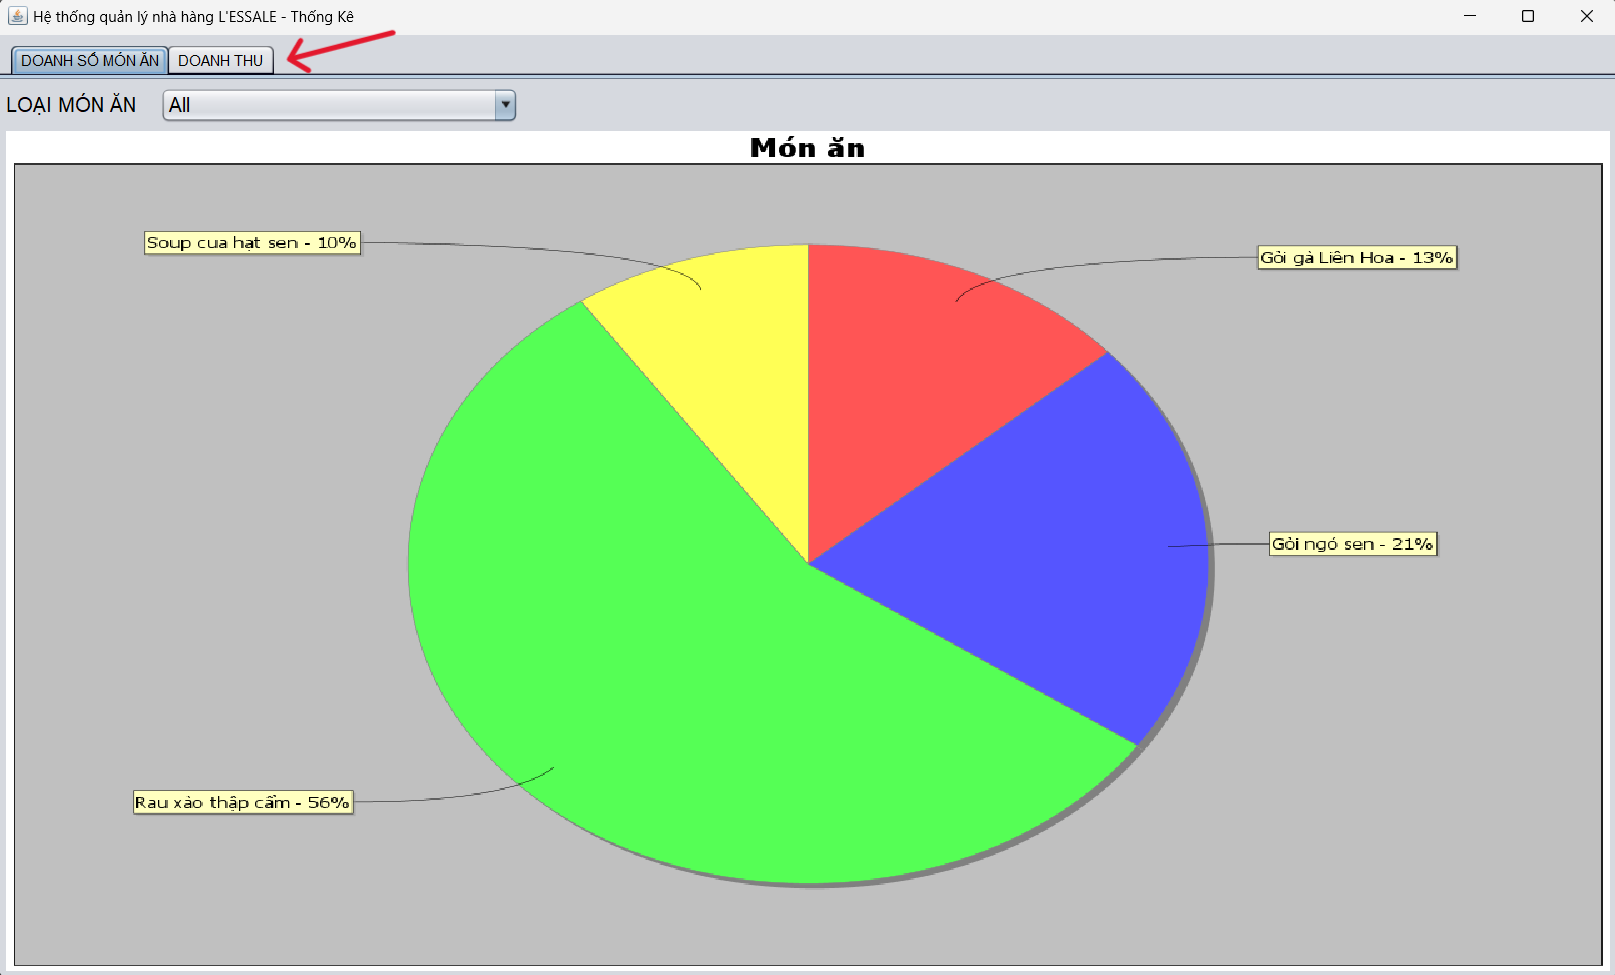 Hệ thống quản lý nhà hàng L'ESSALE - Thống Kê
DOANH SỐ MÓN ĂN
DOANH THU
LOẠI MÓN ĂN
All
Món ăn
Soup cua hạt sen - 10%
Gỏi gà Liên Hoa - 13%
Gỏi ngó sen - 21%
Rau xào thập cẩm - 56%